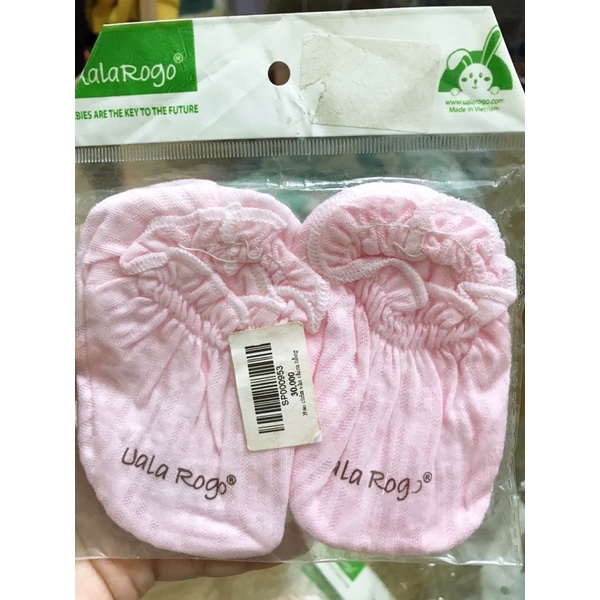 UalaRogo®
BIES ARE THE KEY TO THE FUTURE
www.ualarogo.com
Made in Vietnam
SP000953
30,000
UaLa Rogo®
ala Rogo®